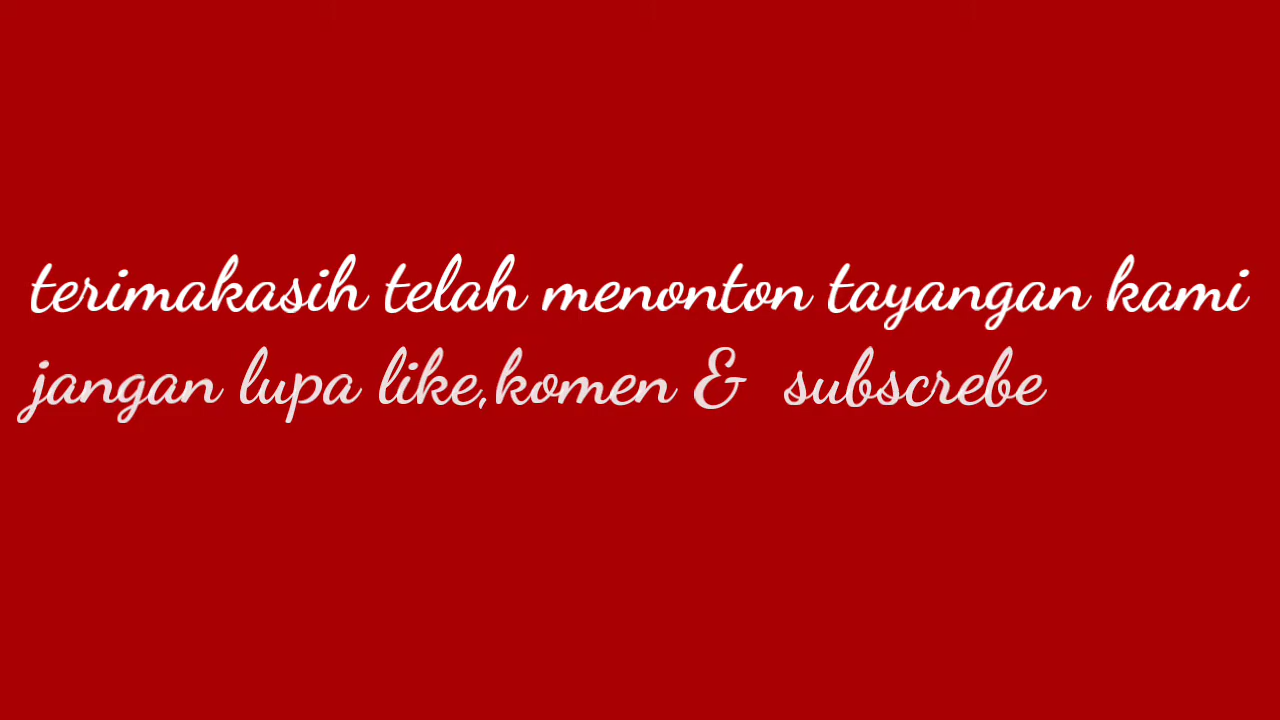 terimakasih telah menonton tayangan kami
jangan lupa like,komen & subscrebe